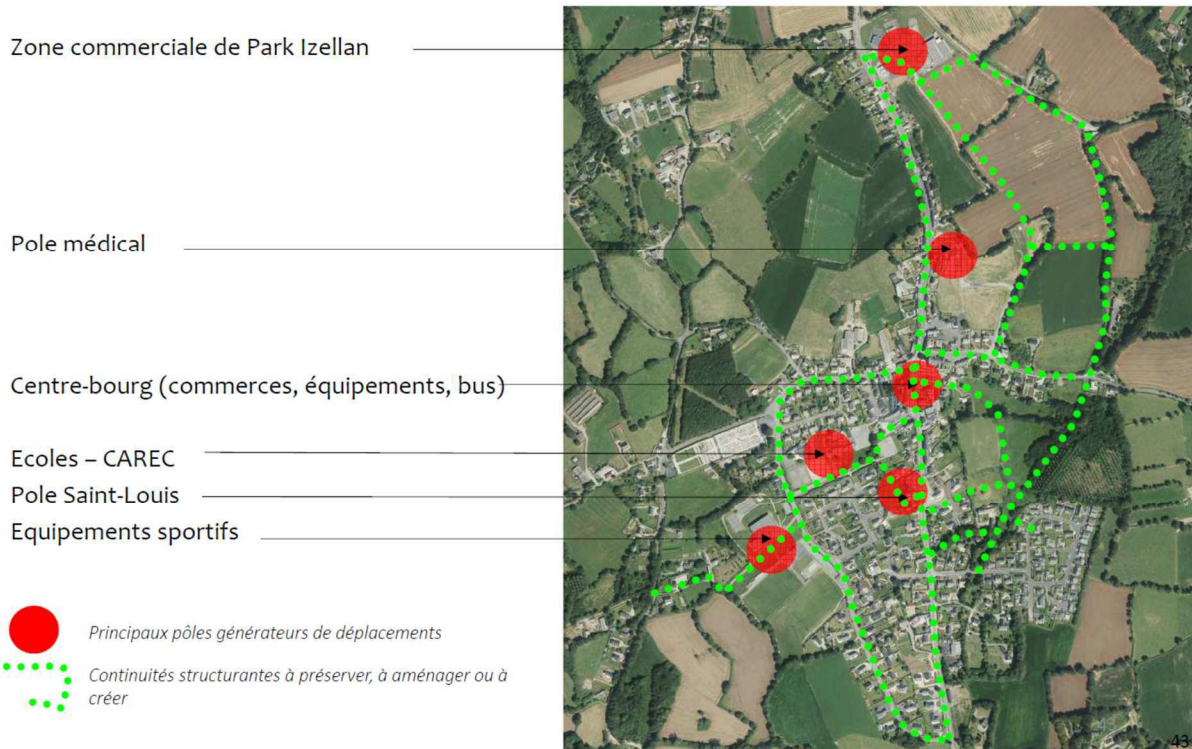 Zone commerciale de Park Izellan
Pole médical
Centre-bourg (commerces, équipements, bus)
Ecoles – CAREC
Pole Saint-Louis
Equipements sportifs
Principaux pôles générateurs de déplacements
Continuités structurantes à préserver, à aménager ou à
créer
43